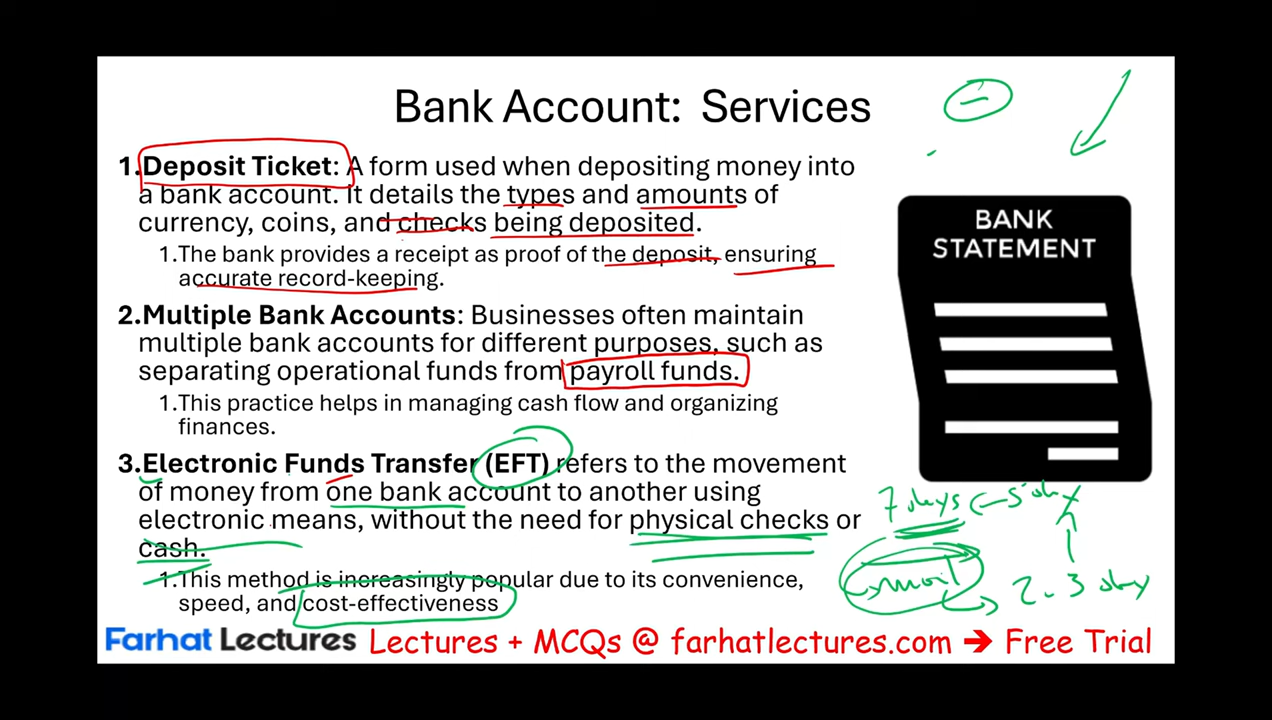 Bank Account: Services
1.Deposit Ticket: A form used when depositing money into
a bank account. It details the types and amounts of
currency, coins, and checks being deposited.
1.The bank provides a receipt as proof of the deposit, ensuring
accurate record-keeping.
2.Multiple Bank Accounts: Businesses often maintain
multiple bank accounts for different purposes, such as
separating operational funds from payroll funds.
1.This practice helps in managing cash flow and organizing
finances.
3.Electronic Funds Transfer (EFT) refers to the movement
of money from one bank account to another using
electronic means, without the need for physical checks or
cash.
1.This method is increasingly popular due to its convenience,
speed, and cost-effectiveness
BANK
STATEMENT
7 days
mail
2-3 day
Farhat Lectures Lectures + MCQs @ farhatlectures.com → Free Trial